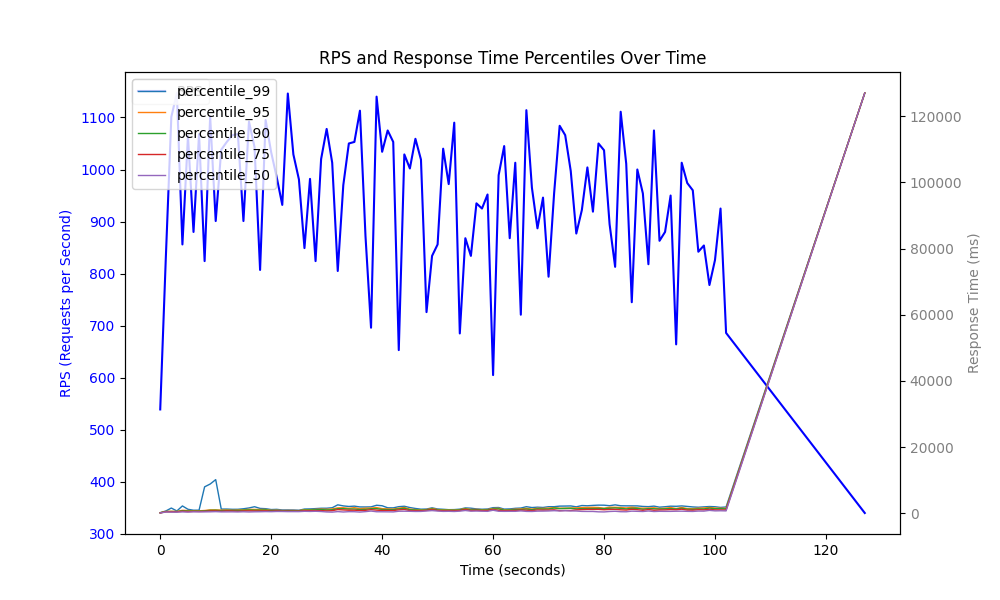 RPS and Response Time Percentiles Over Time
percentile_99
percentile_95
percentile_90
percentile_75
percentile_50
1100
1000
900
800
700
600
500
400
300
RPS (Requests per Second)
120000
100000
80000
60000
40000
20000
0
Response Time (ms)
0 20 40 60 80 100 120
Time (seconds)